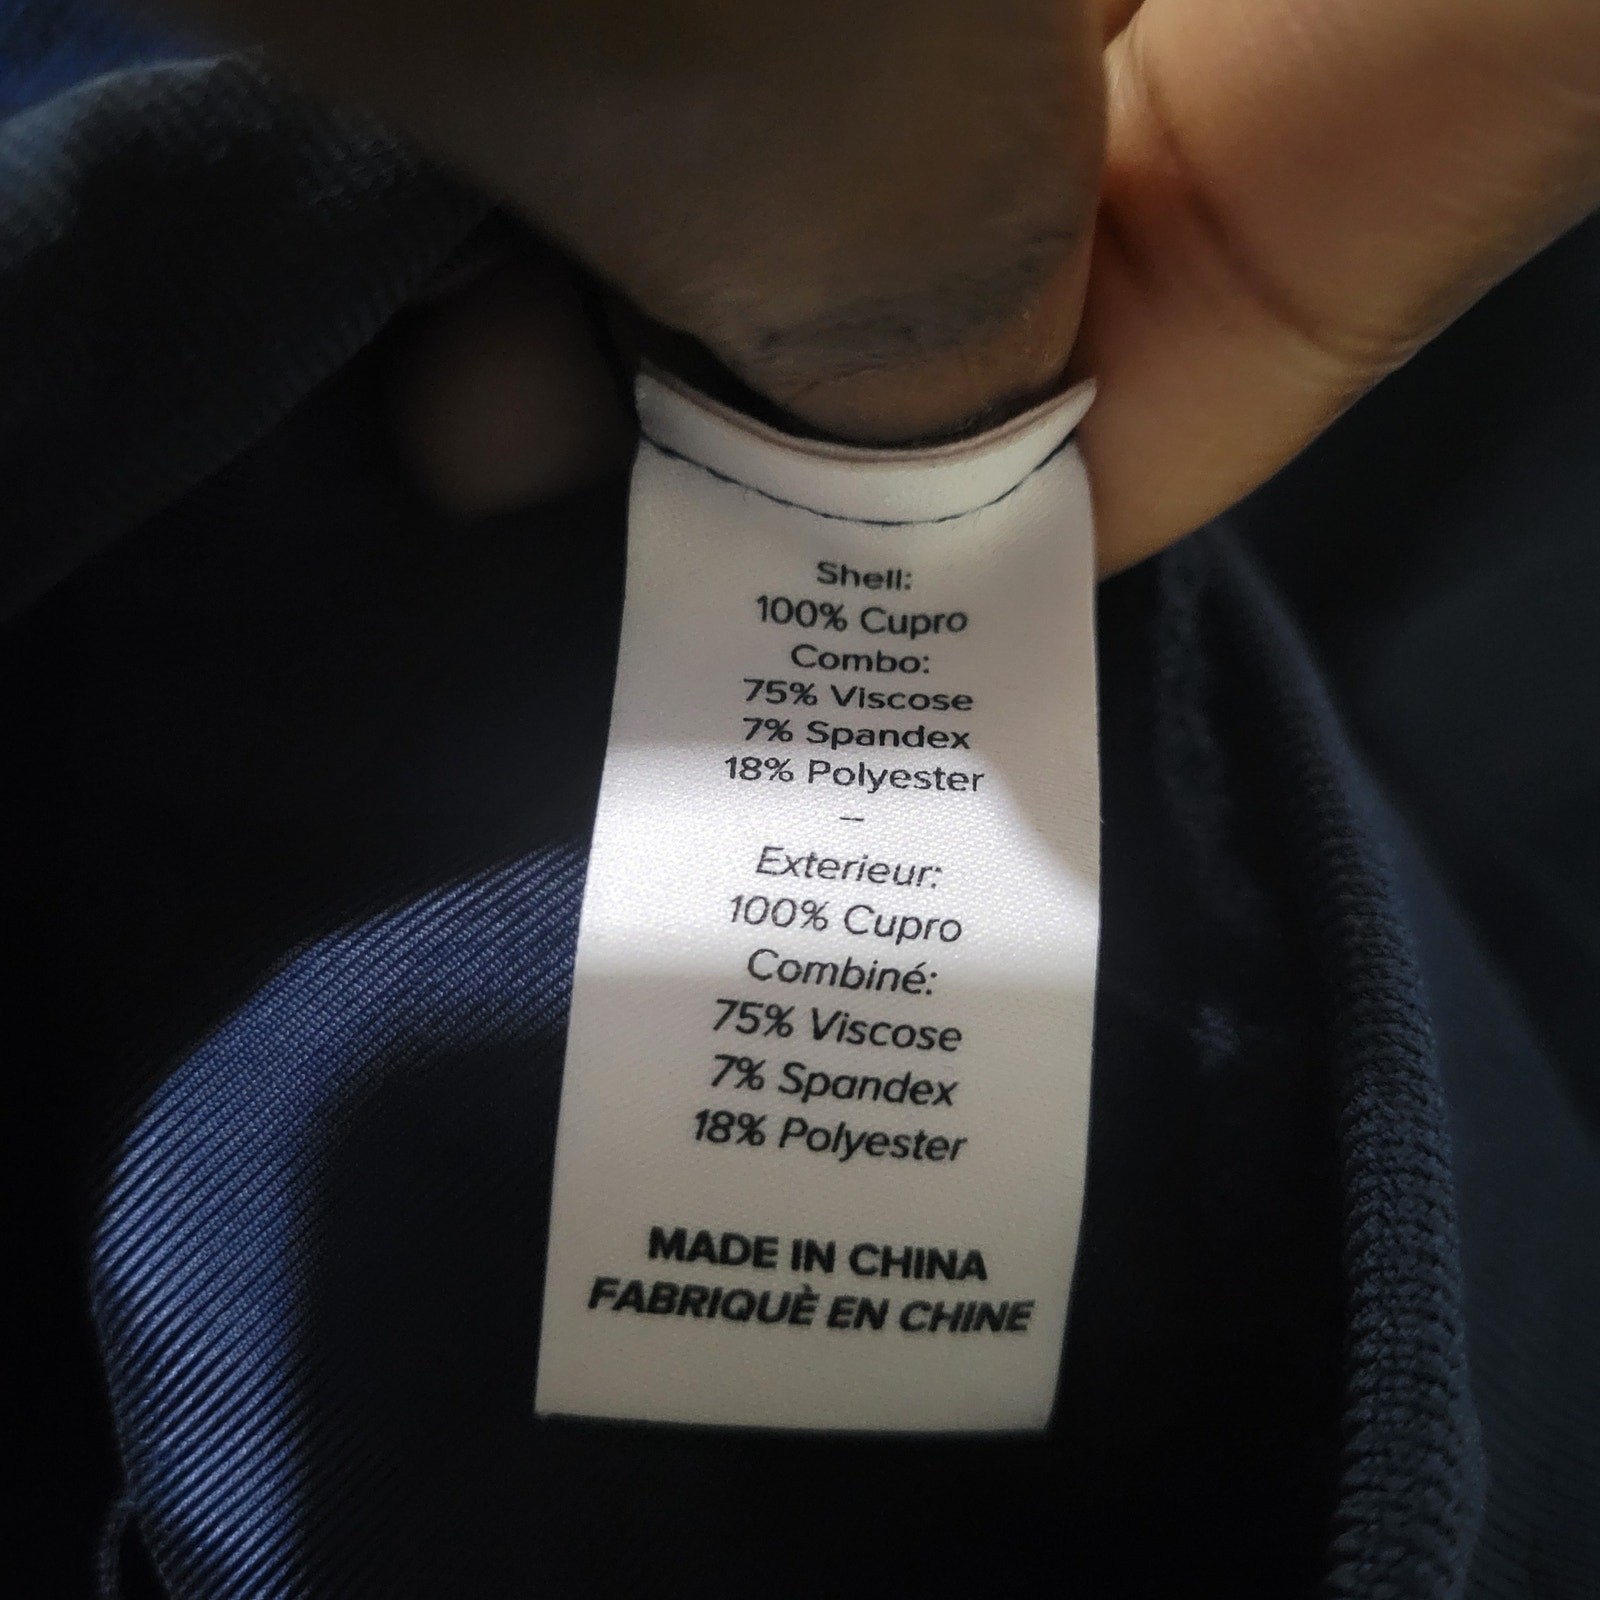 Shell:
100% Cupro
Combo:
75% Viscose
7% Spandex
18% Polyester
–
Exterieur:
100% Cupro
Combiné:
75% Viscose
7% Spandex
18% Polyester
MADE IN CHINA
FABRIQUÈ EN CHINE